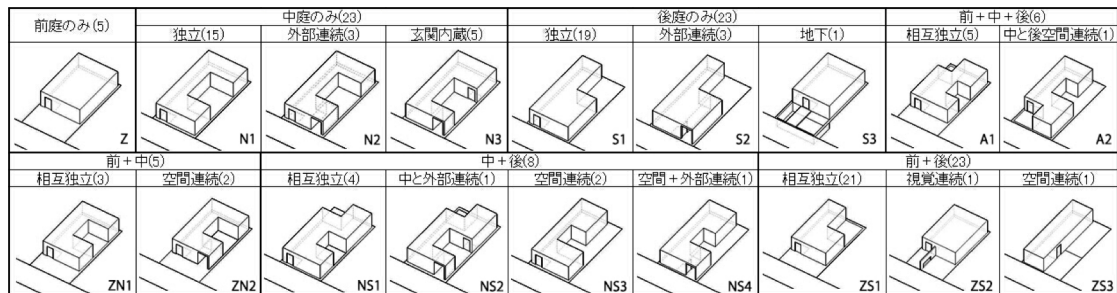 前庭のみ(5) 中庭のみ(23) 後庭のみ(23) 前+中+後(6)
独立(15) 外部連続(3) 玄関内蔵(5) 独立(19) 外部連続(3) 地下(1) 相互独立(5) 中と後空間連続(1)
Z N1 N2 N3 S1 S2 S3 A1 A2
前+中(5) 中+後(8) 前+後(23)
相互独立(3) 空間連続(2) 相互独立(4) 中と外部連続(1) 空間連続(2) 空間+外部連続(1) 相互独立(21) 視覚連続(1) 空間連続(1)
ZN1 ZN2 NS1 NS2 NS3 NS4 ZS1 ZS2 ZS3